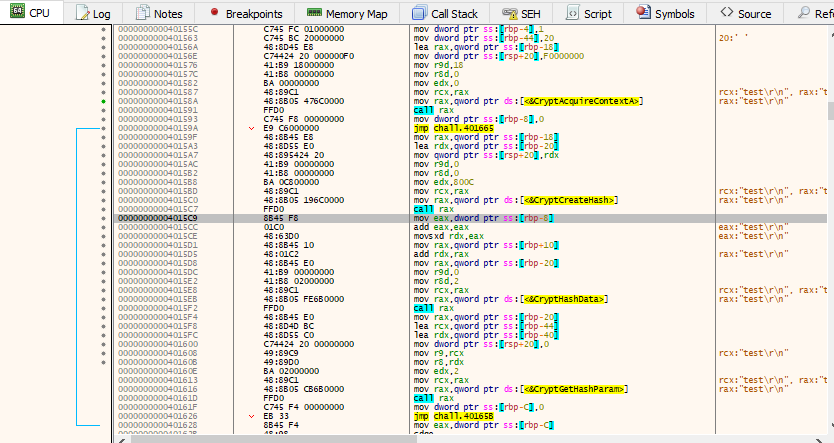 CPU Log Notes Breakpoints Memory Map Call Stack SEH Script Symbols Source Refe
000000000040155C C745 FC 01000000 mov dword ptr ss:[rbp-4],1
0000000000401563 C745 BC 20000000 mov dword ptr ss:[rbp-44],20 20:' '
000000000040156A 48:8D45 E8 lea rax,qword ptr ss:[rbp-18]
C74424 20 000000F0 mov dword ptr ss:[rsp+20],F0000000
41:B9 18000000 mov r9d,18
41:B8 00000000 mov r8d,0
0000000000401582 BA 00000000 mov edx,0
0000000000401587 48:89C1 mov rcx,rax rcx:"test\r\n", rax:"t
000000000040158A 48:8B05 476C0000 mov rax,qword ptr ds:[<&CryptAcquireContextA>] rax:"test\r\n"
0000000000401591 FFD0 call rax
0000000000401593 C745 F8 00000000 mov dword ptr ss:[rbp-8],0
000000000040159A E9 C6000000 jmp chall.401665
000000000040159F 48:8B45 E8 mov rax,qword ptr ss:[rbp-18]
00000000004015A3 48:8D55 E0 lea rdx,qword ptr ss:[rbp-20]
00000000004015A7 48:895424 20 mov qword ptr ss:[rsp+20],rdx
00000000004015AC 41:B9 00000000 mov r9d,0
00000000004015B2 41:B8 00000000 mov r8d,0
00000000004015B8 BA 0C800000 mov edx,800C
00000000004015BD 48:89C1 mov rcx,rax rcx:"test\r\n", rax:"t
00000000004015C0 48:8B05 196C0000 mov rax,qword ptr ds:[<&CryptCreateHash>] rax:"test\r\n"
00000000004015C7 FFD0 call rax
00000000004015C9 8B45 F8 mov eax,dword ptr ss:[rbp-8]
00000000004015CC 01C0 add eax,eax eax:"test\r\n"
00000000004015CE 48:63D0 movsxd rdx,eax eax:"test\r\n"
00000000004015D1 48:8B45 10 mov rax,qword ptr ss:[rbp+10]
00000000004015D5 48:01C2 add rdx,rax rax:"test\r\n"
00000000004015D8 48:8B45 E0 mov rax,qword ptr ss:[rbp-20]
00000000004015DC 41:B9 00000000 mov r9d,0
00000000004015E2 41:B8 02000000 mov r8d,2
00000000004015E8 48:89C1 mov rcx,rax rcx:"test\r\n", rax:"t
00000000004015EB 48:8B05 FE6B0000 mov rax,qword ptr ds:[<&CryptHashData>] rax:"test\r\n"
00000000004015F2 FFD0 call rax
00000000004015F4 48:8B45 E0 mov rax,qword ptr ss:[rbp-20]
00000000004015F8 48:8D4D BC lea rcx,qword ptr ss:[rbp-44]
00000000004015FC 48:8D55 C0 lea rdx,qword ptr ss:[rbp-40]
0000000000401600 C74424 20 00000000 mov dword ptr ss:[rsp+20],0
0000000000401608 49:89C9 mov r9,rcx rcx:"test\r\n"
000000000040160B 49:89D0 mov r8,rdx
BA 02000000 mov edx,2
0000000000401613 48:89C1 mov rcx,rax rcx:"test\r\n", rax:"t
0000000000401616 48:8B05 CB6B0000 mov rax,qword ptr ds:[<&CryptGetHashParam>] rax:"test\r\n"
000000000040161D FFD0 call rax
000000000040161F C745 F4 00000000 mov dword ptr ss:[rbp-C],0
0000000000401626 EB 33 jmp chall.40165B
0000000000401628 8B45 F4 mov eax,dword ptr ss:[rbp-C] eax:"test\r\n"